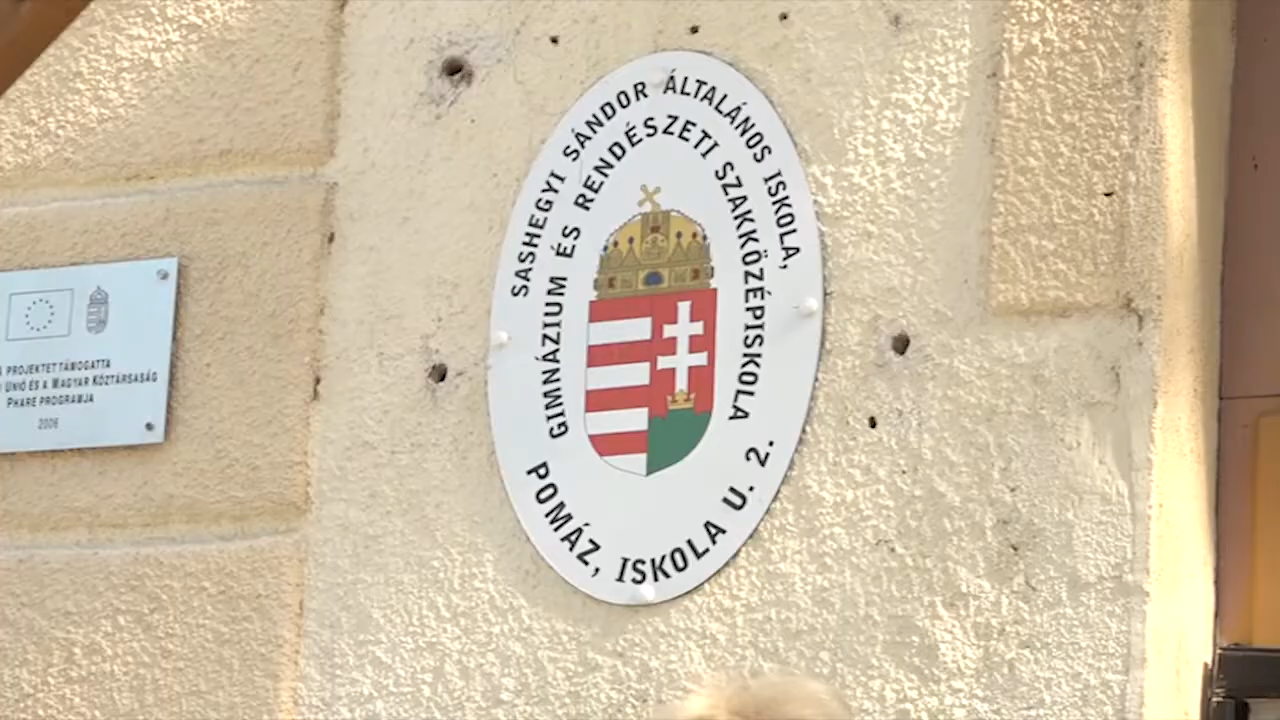 SASHEGYI SÁNDOR ÁLTALÁNOS ISKOLA,
GIMNÁZIUM ÉS RENDÉSZETI SZAKKÖZÉPISKOLA
POMÁZ, ISKOLA U. 2.
PROJEKTET TÁMOGATTA
UNIÓ ÉS A MAGYAR KÖZTÁRSASÁG
PHARE PROGRAMJA
2006